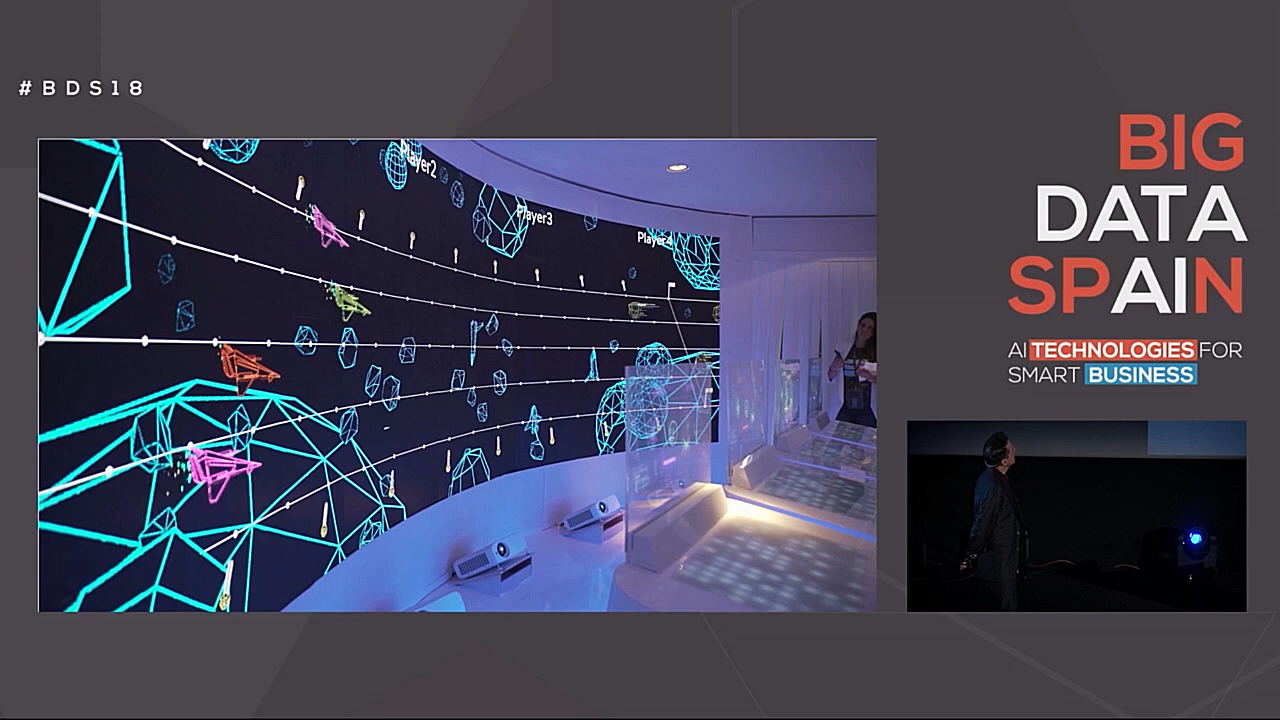 #BDS18
Player2
Player3
Player4
BIG
DATA
SPAIN
AI TECHNOLOGIES FOR
SMART BUSINESS